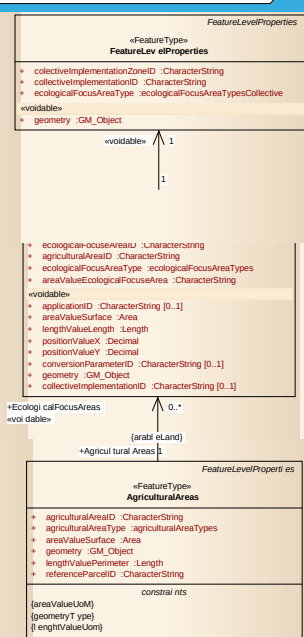 FeatureLevelProperties
«FeatureType»
FeatureLev elProperties
+ collectiveImplementationZoneID :CharacterString
+ collectiveImplementationID :CharacterString
+ ecologicalFocusAreaType :ecologicalFocusAreaTypesCollective
«voidable»
+ geometry :GM_Object
«voidable» 1
1
+ ecologicalFocuseAreaID :CharacterString
+ agriculturalAreaID :CharacterString
+ ecologicalFocusAreaType :ecologicalFocusAreaTypes
+ areaValueEcologicalFocuseArea :CharacterString
«voidable»
+ applicationID :CharacterString [0..1]
+ areaValueSurface :Area
+ lengthValueLength :Length
+ positionValueX :Decimal
+ positionValueY :Decimal
+ conversionParameterID :CharacterString [0..1]
+ geometry :GM_Object
+ collectiveImplementationID :CharacterString [0..1]
+Ecologi calFocusAreas 0..*
«voi dable»
{arabl eLand}
+Agricul tural Areas 1
FeatureLevelProperti es
«FeatureType»
AgriculturalAreas
+ agriculturalAreaID :CharacterString
+ agriculturalAreaType :agriculturalAreaTypes
+ areaValueSurface :Area
+ geometry :GM_Object
+ lengthValuePerimeter :Length
+ referenceParcelID :CharacterString
constrai nts
{areaValueUoM}
{geometryT ype}
{l enghtValueUom}